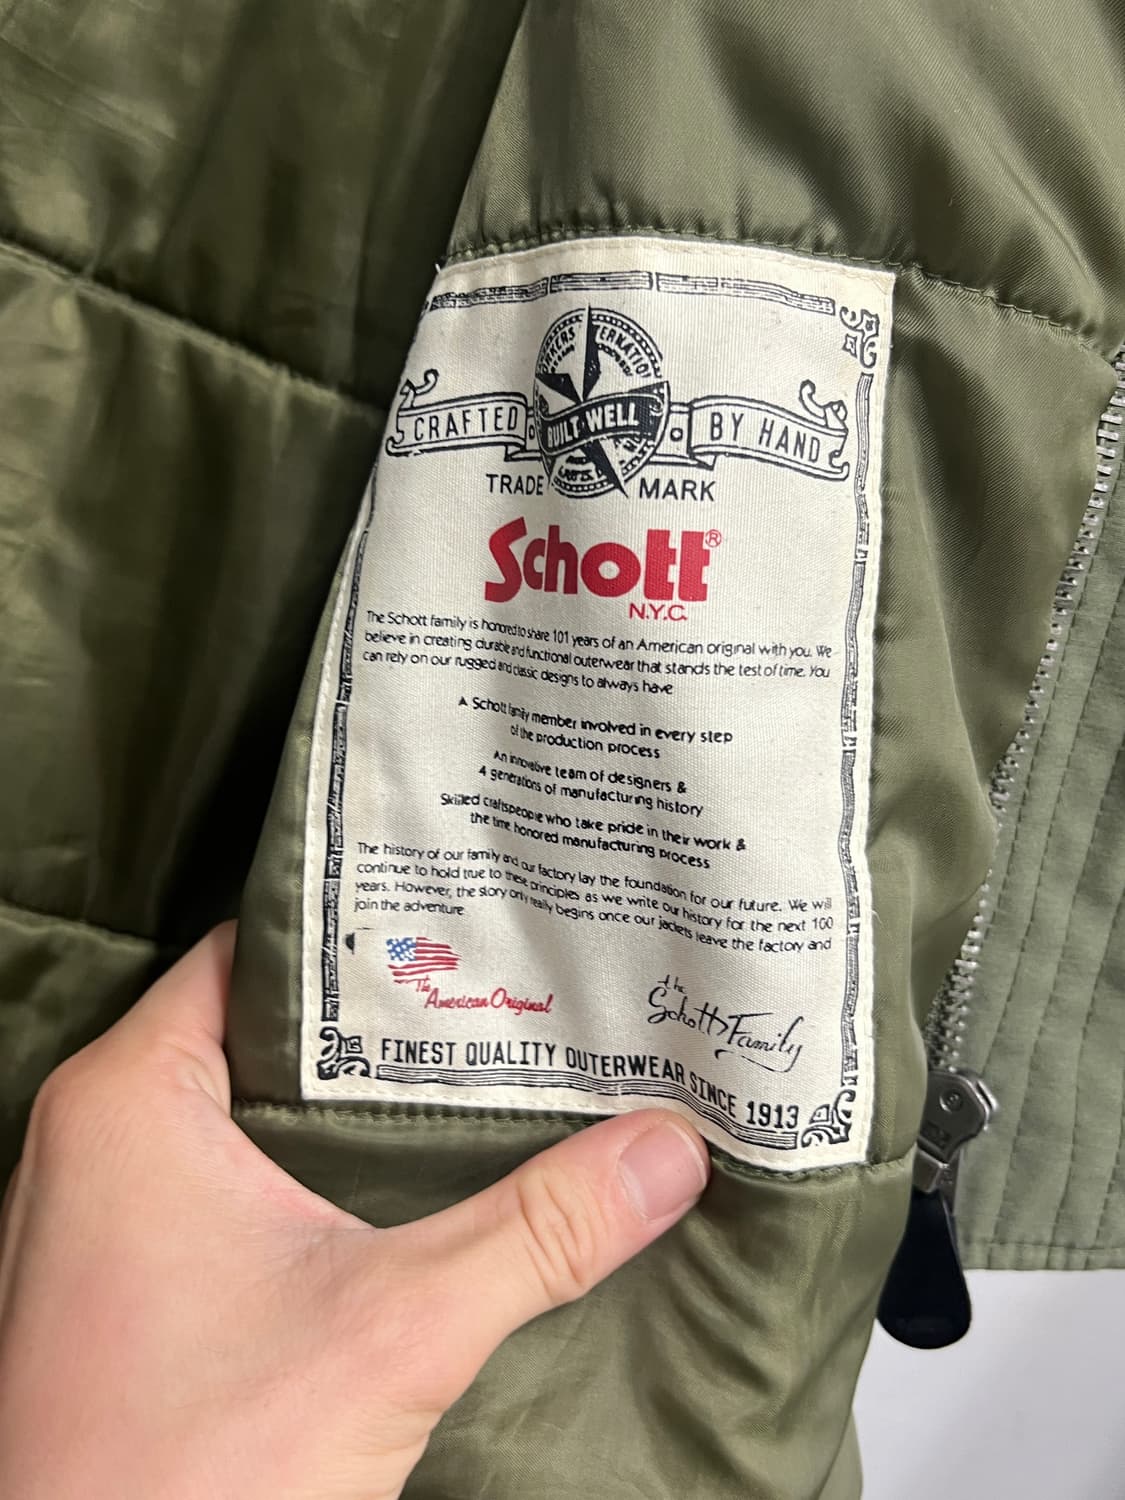 CRAFTED BUILT WELL BY HAND
TRADE MARK
Schott®
N.Y.C.
The Schott family is honored to share 101 years of an American original with you. We
believe in creating durable and functional outerwear that stands the test of time. You
can rely on our rugged and classic designs to always have
A Schott family member involved in every step
of the production process
An innovative team of designers &
4 generations of manufacturing history
Skilled craftspeople who take pride in their work &
the time honored manufacturing process
The history of our family and our factory lay the foundation for our future. We will
continue to hold true to these principles as we write our history for the next 100
years. However, the story only really begins once our jackets leave the factory and
join the adventure
The
American Original
the
Schott Family
FINEST QUALITY OUTERWEAR SINCE 1913